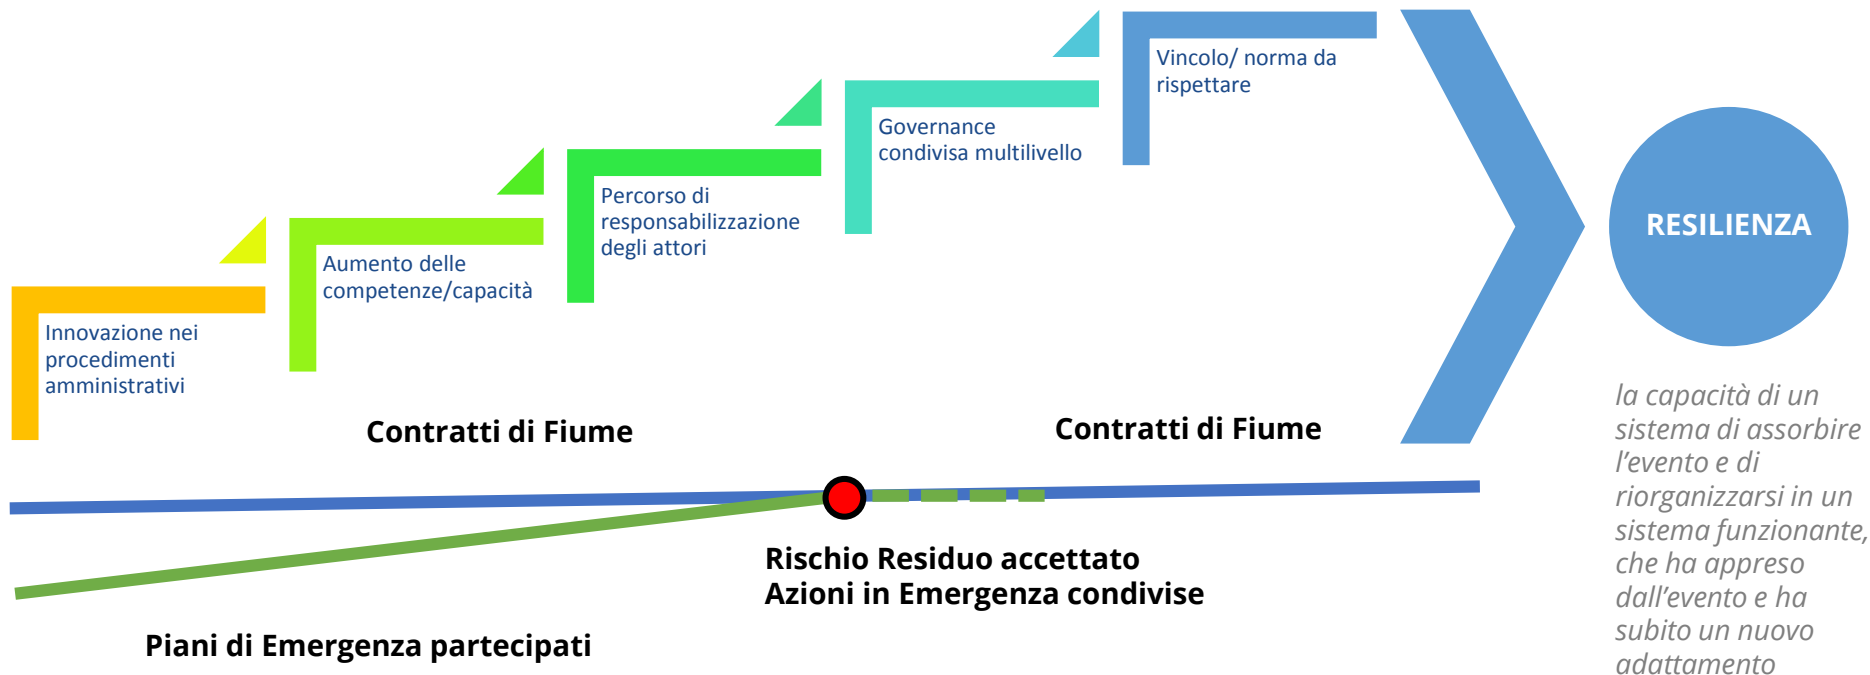 Vincolo/ norma da
rispettare
Governance
condivisa multilivello
Percorso di
responsabilizzazione
degli attori
Aumento delle
competenze/capacità
Innovazione nei
procedimenti
amministrativi
RESILIENZA
la capacità di un
sistema di assorbire
l’evento e di
riorganizzarsi in un
sistema funzionante,
che ha appreso
dall’evento e ha
subito un nuovo
adattamento
Contratti di Fiume
Contratti di Fiume
Rischio Residuo accettato
Azioni in Emergenza condivise
Piani di Emergenza partecipati